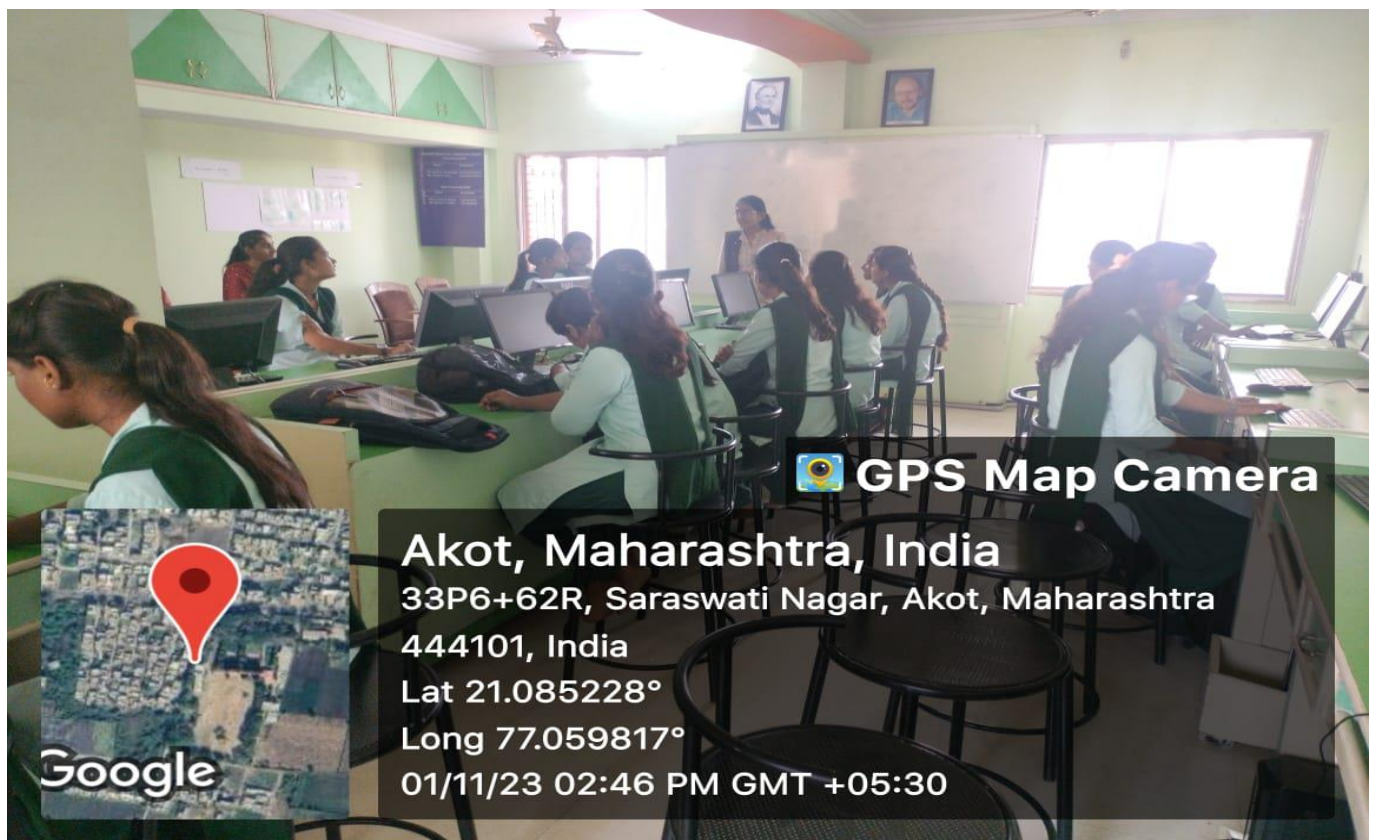 GPS Map Camera
Akot, Maharashtra, India
33P6+62R, Saraswati Nagar, Akot, Maharashtra
444101, India
Lat 21.085228°
Long 77.059817°
01/11/23 02:46 PM GMT +05:30
Google